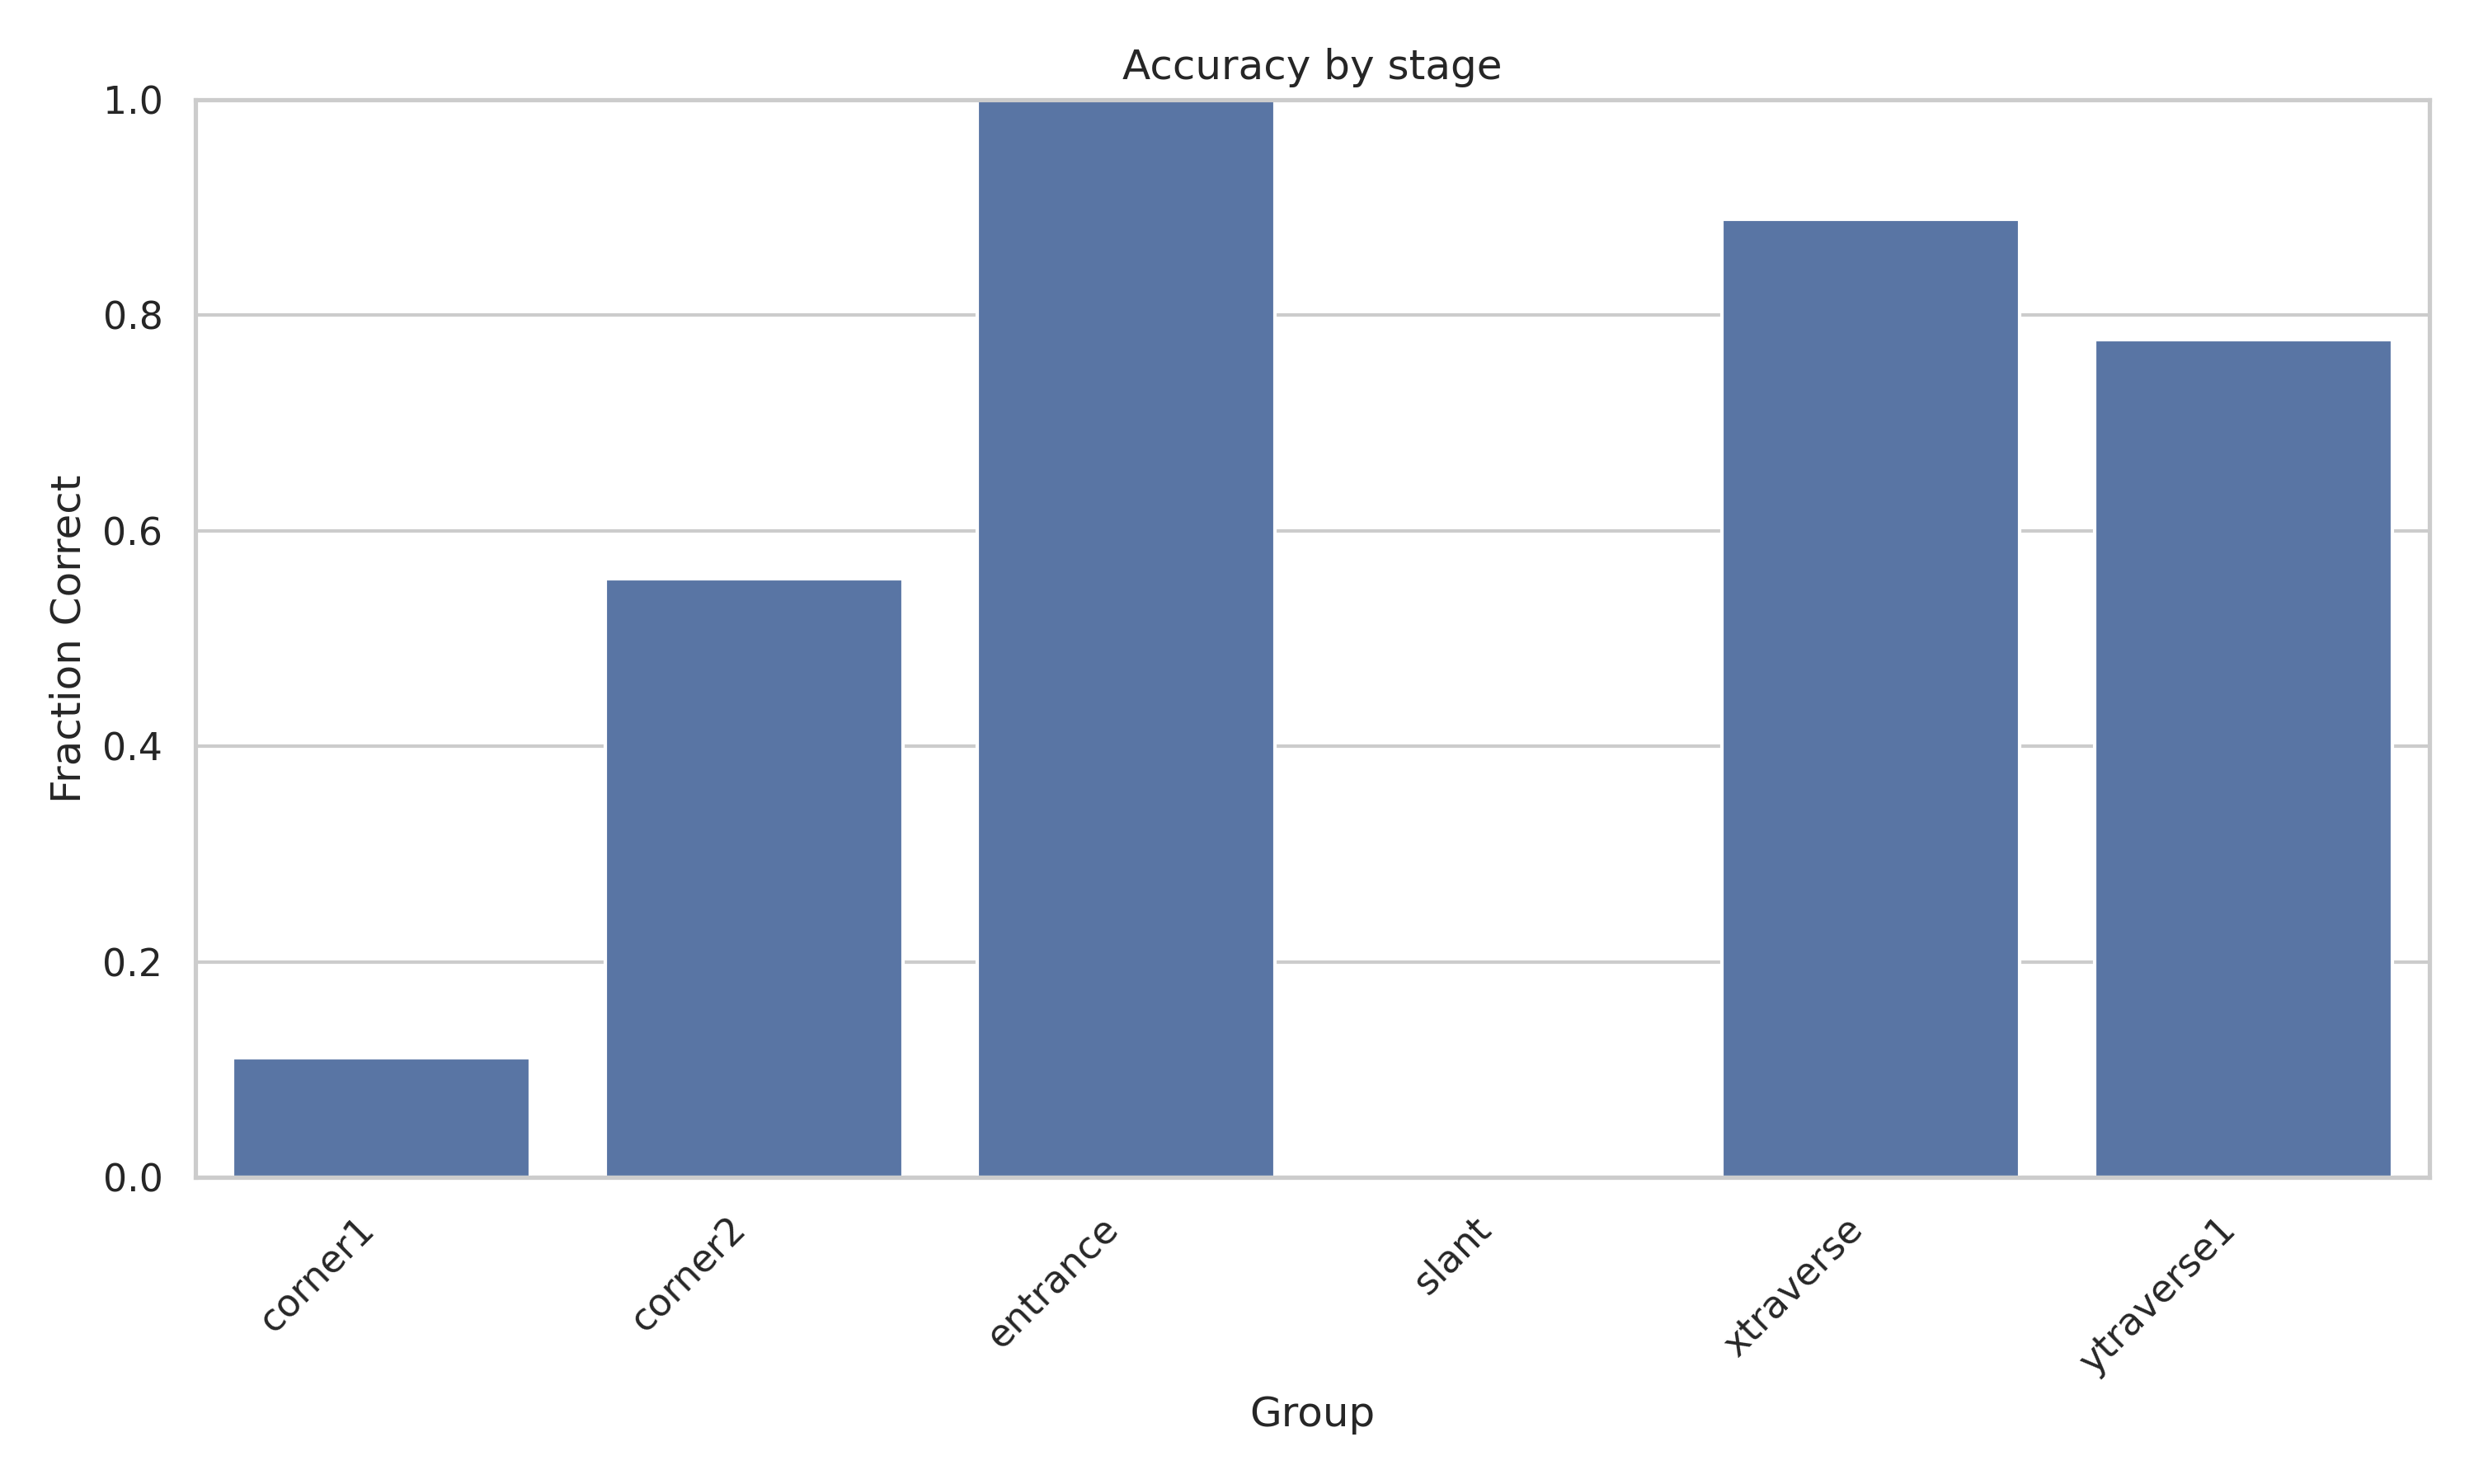 Accuracy by stage
1.0
0.8
0.6
0.4
0.2
0.0
Fraction Correct
corner1
corner2
entrance
slant
xtraverse
ytraverse1
Group